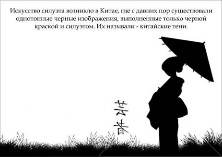 Искусство силуэта возникло в Китае, где с давних пор существовали
однотонные черные изображения, выполненные только черной
краской и силуэтом. Их называли - китайские тени.